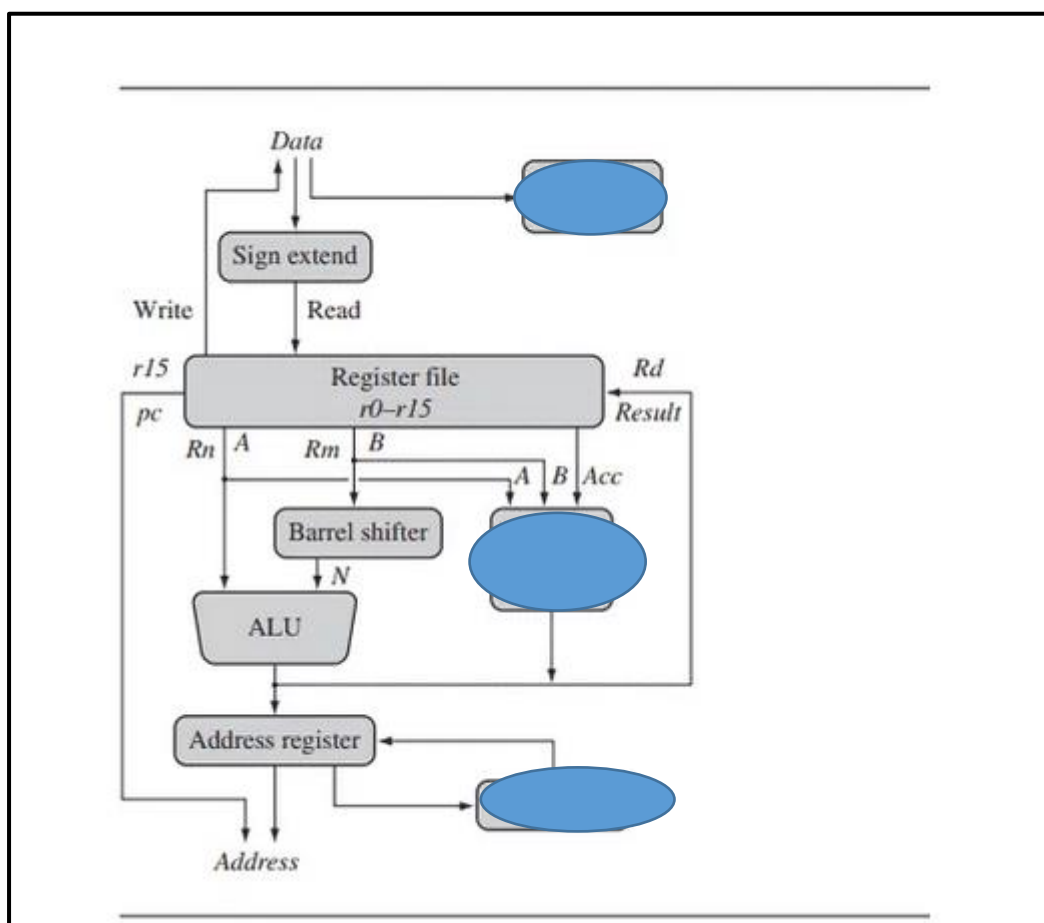 Data
Sign extend
Write
Read
r15
Register file
Rd
pc
r0–r15
Result
Rn
A
Rm
B
A
B
Acc
Barrel shifter
N
ALU
Address register
Address